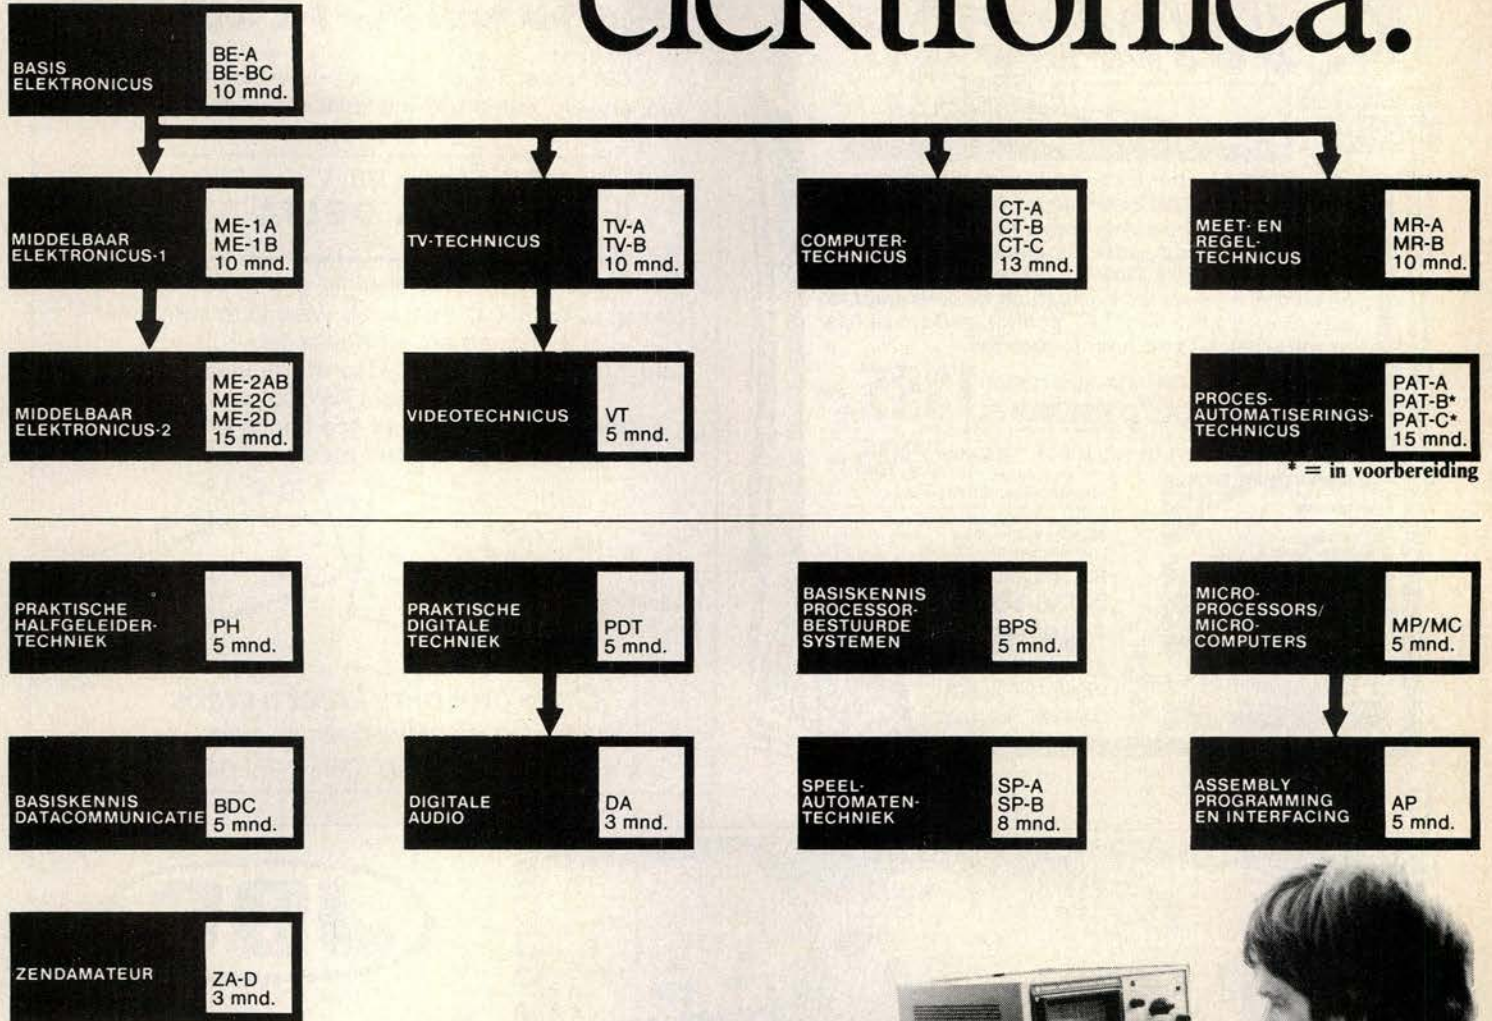 elektronica.
BASIS
ELEKTRONICUS
BE-A
BE-BC
10 mnd.
MIDDELBAAR
ELEKTRONICUS-1
ME-1A
ME-1B
10 mnd.
TV-TECHNICUS
TV-A
TV-B
10 mnd.
COMPUTER-
TECHNICUS
CT-A
CT-B
CT-C
13 mnd.
MEET- EN
REGEL-
TECHNICUS
MR-A
MR-B
10 mnd.
MIDDELBAAR
ELEKTRONICUS-2
ME-2AB
ME-2C
ME-2D
15 mnd.
VIDEOTECHNICUS
VT
5 mnd.
PROCES-
AUTOMATISERINGS-
TECHNICUS
PAT-A
PAT-B*
PAT-C*
15 mnd.
* = in voorbereiding
PRAKTISCHE
HALFGELEIDER-
TECHNIEK
PH
5 mnd.
PRAKTISCHE
DIGITALE
TECHNIEK
PDT
5 mnd.
BASISKENNIS
PROCESSOR-
BESTUURDE
SYSTEMEN
BPS
5 mnd.
MICRO-
PROCESSORS/
MICRO-
COMPUTERS
MP/MC
5 mnd.
BASISKENNIS
DATACOMMUNICATIE
BDC
5 mnd.
DIGITALE
AUDIO
DA
3 mnd.
SPEEL-
AUTOMATEN-
TECHNIEK
SP-A
SP-B
8 mnd.
ASSEMBLY
PROGRAMMING
EN INTERFACING
AP
5 mnd.
ZENDAMATEUR
ZA-D
3 mnd.